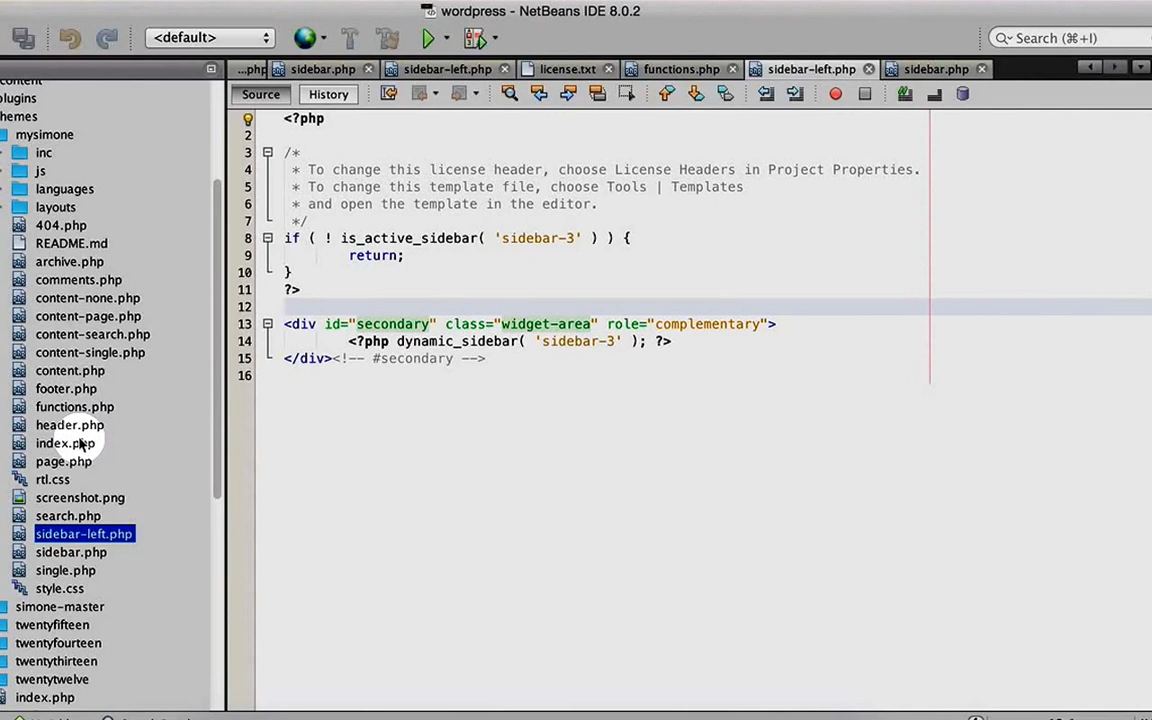 wordpress - NetBeans IDE 8.0.2
<default>
Search (⌘+I)
...php
sidebar.php
sidebar-left.php
license.txt
functions.php
sidebar-left.php
sidebar.php
Source
History
content
plugins
themes
mysimone
inc
js
languages
layouts
404.php
README.md
archive.php
comments.php
content-none.php
content-page.php
content-search.php
content-single.php
content.php
footer.php
functions.php
header.php
index.php
page.php
rtl.css
screenshot.png
search.php
sidebar-left.php
sidebar.php
single.php
style.css
simone-master
twentyfifteen
twentyfourteen
twentythirteen
twentytwelve
index.php
<?php
2
3 /*
4 * To change this license header, choose License Headers in Project Properties.
5 * To change this template file, choose Tools | Templates
6 * and open the template in the editor.
7 */
8 if ( ! is_active_sidebar( 'sidebar-3' ) ) {
9 return;
10 }
11 ?>
12
13 <div id="secondary" class="widget-area" role="complementary">
14 <?php dynamic_sidebar( 'sidebar-3' ); ?>
15 </div><!-- #secondary -->
16